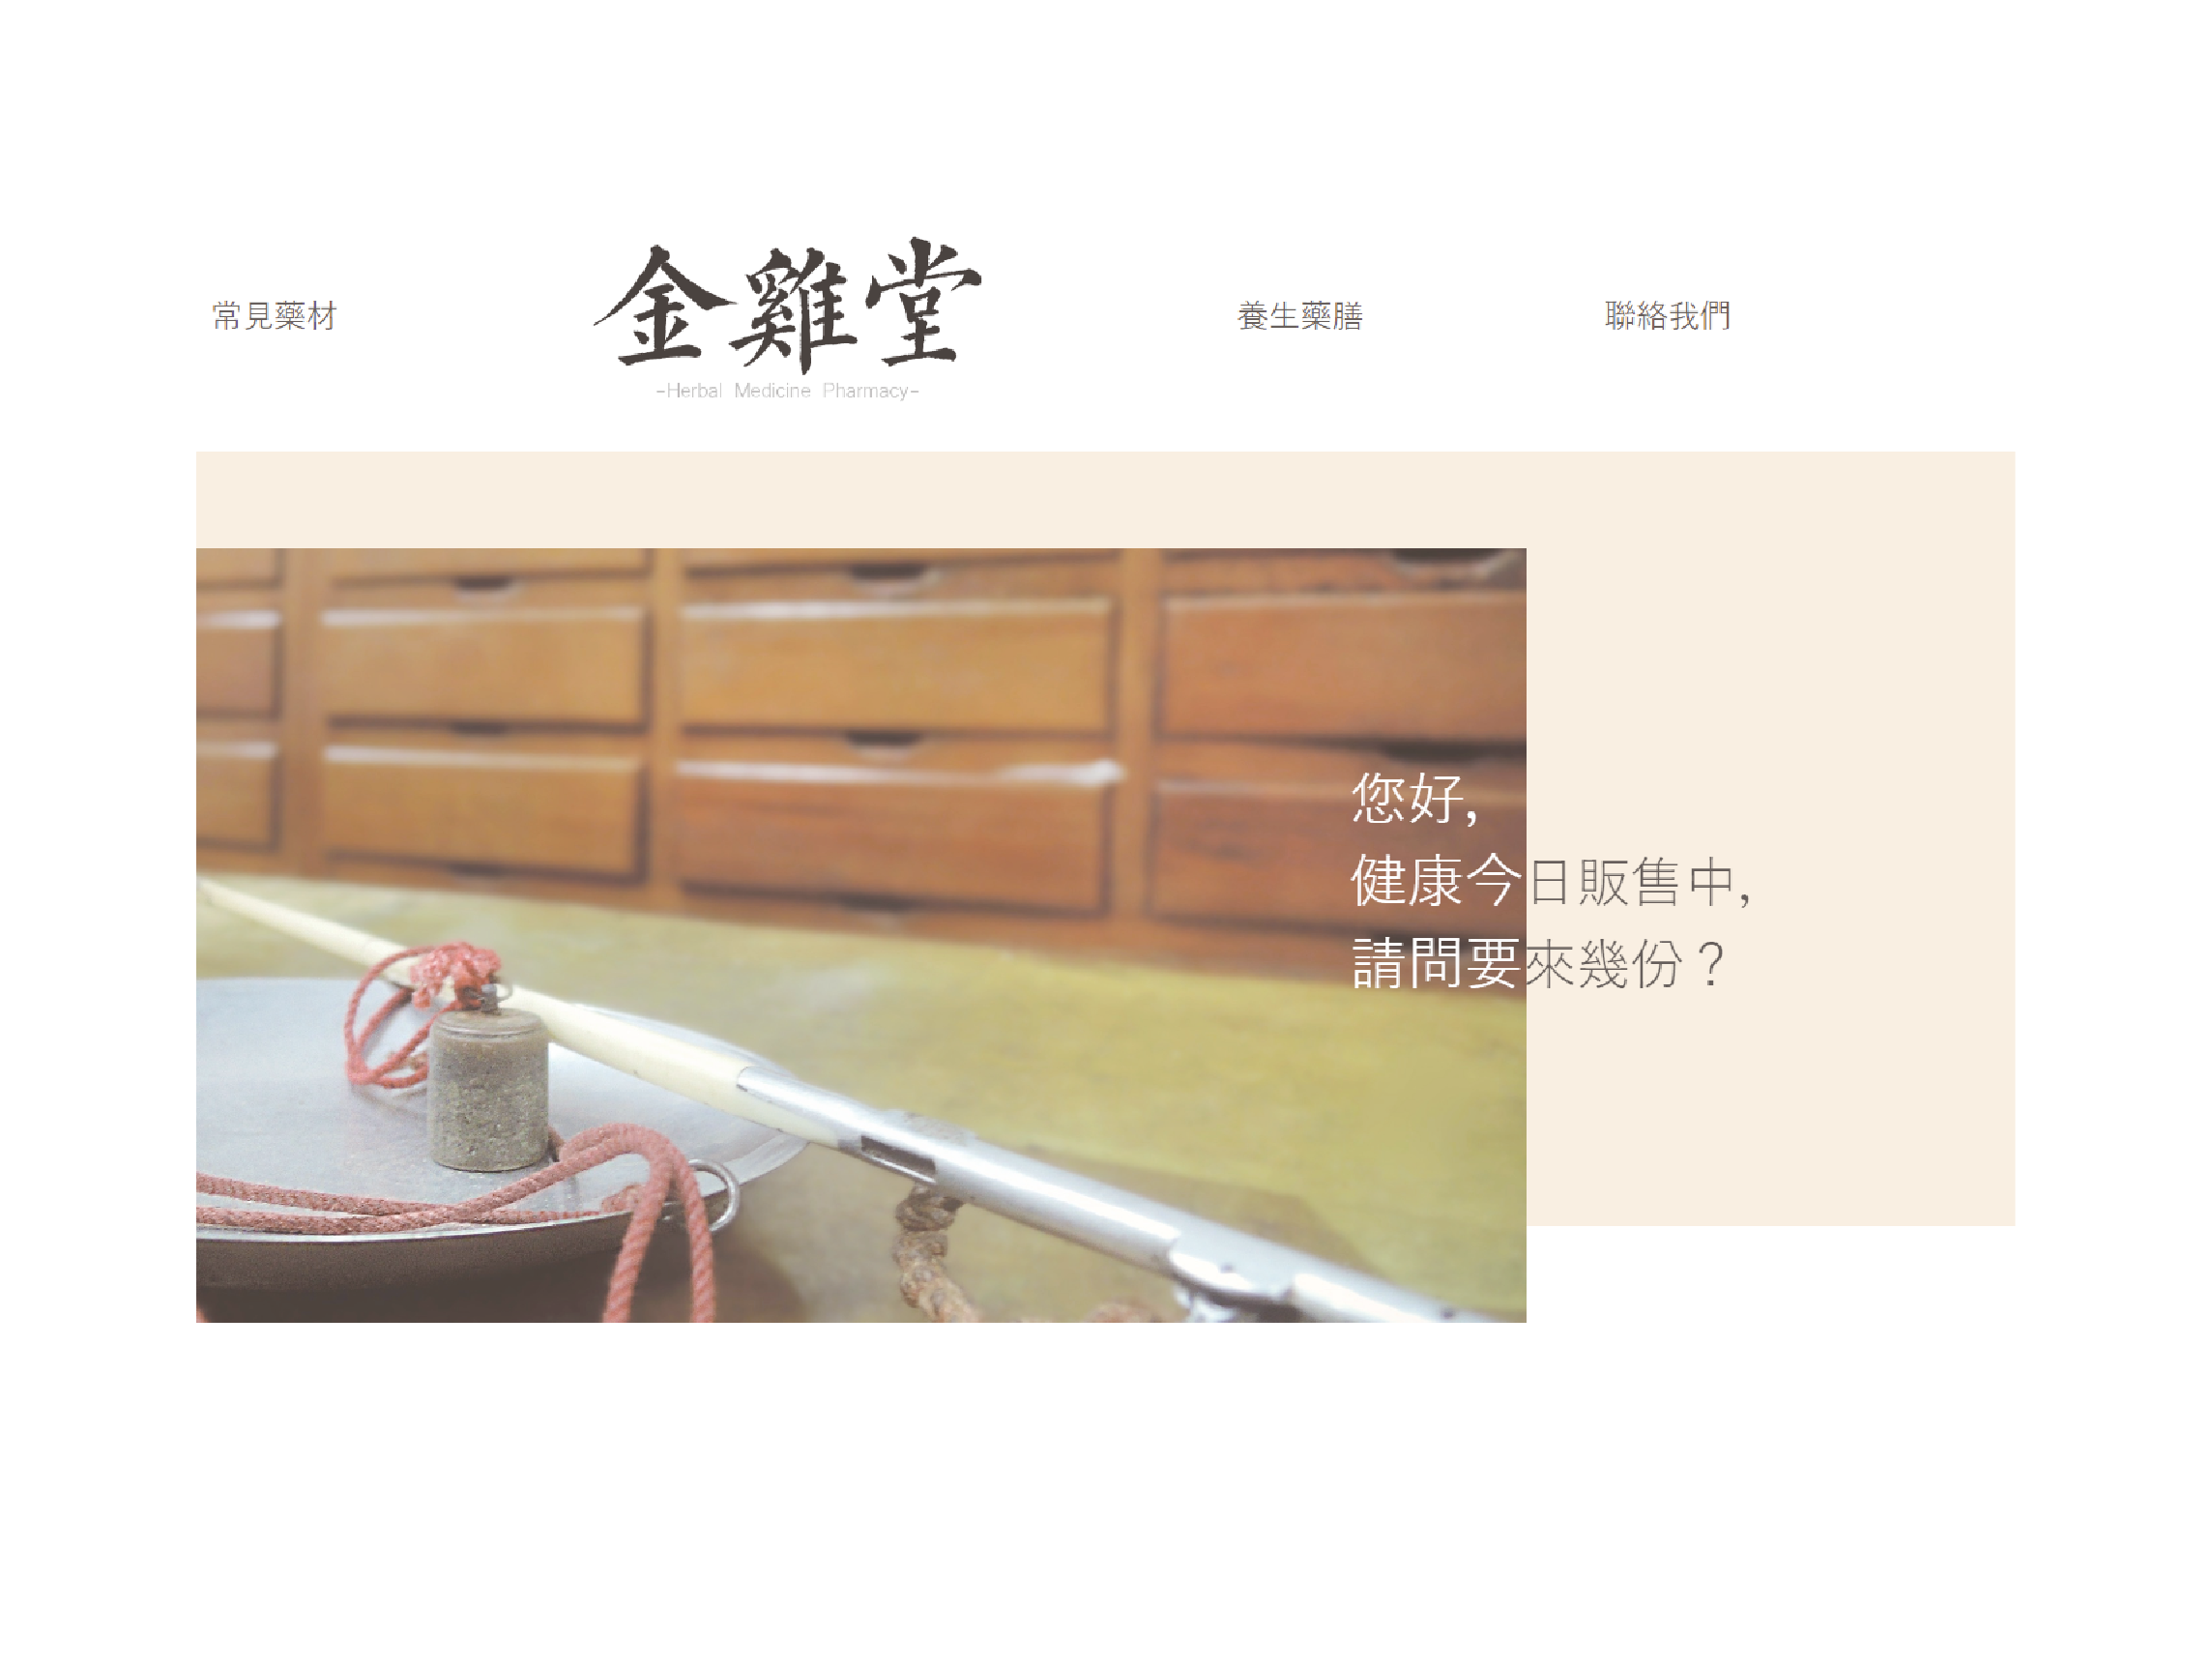 常見藥材
金雞堂
-Herbal Medicine Pharmacy-
養生藥膳
聯絡我們
您好,
健康今日販售中,
請問要來幾份？